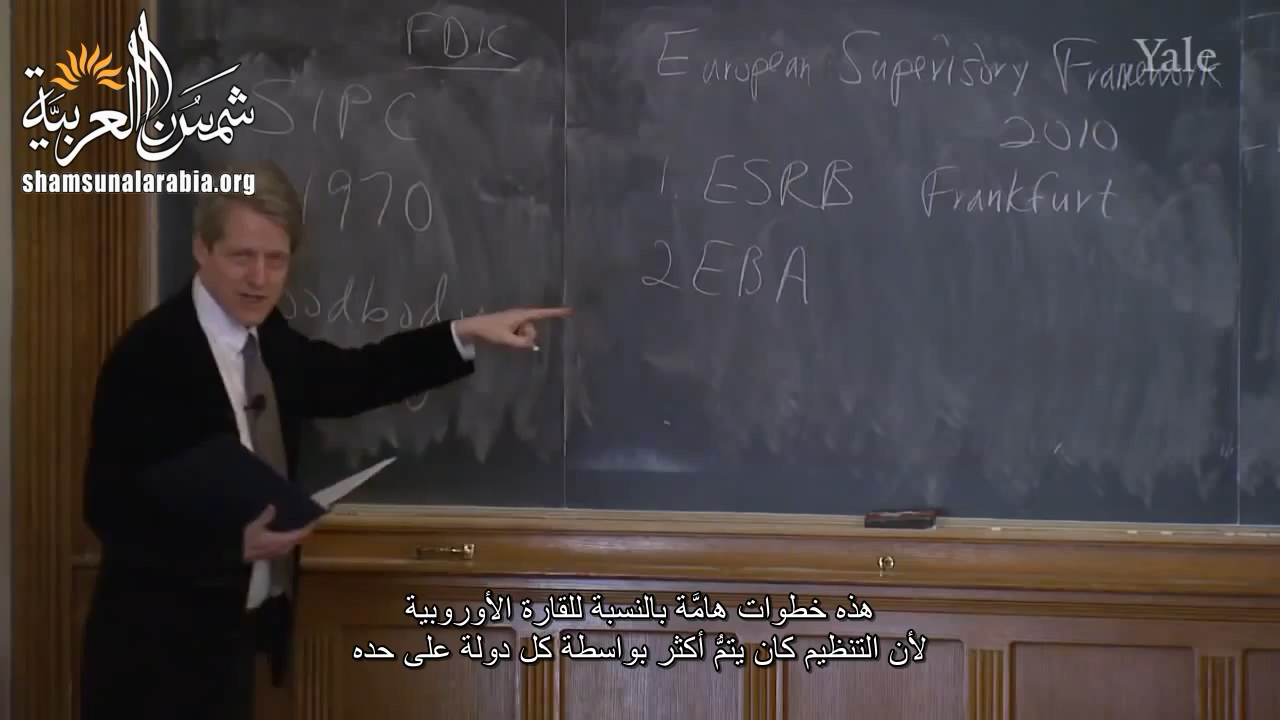 شمس العربية
shamsunalarabia.org
Yale
FDIC
SIPC
1970
European Supervisory Framework
2010
1. ESRB Frankfurt
2 EBA
هذه خطوات هامَّة بالنسبة للقارة الأوروبية
لأن التنظيم كان يتمُّ أكثر بواسطة كل دولة على حده